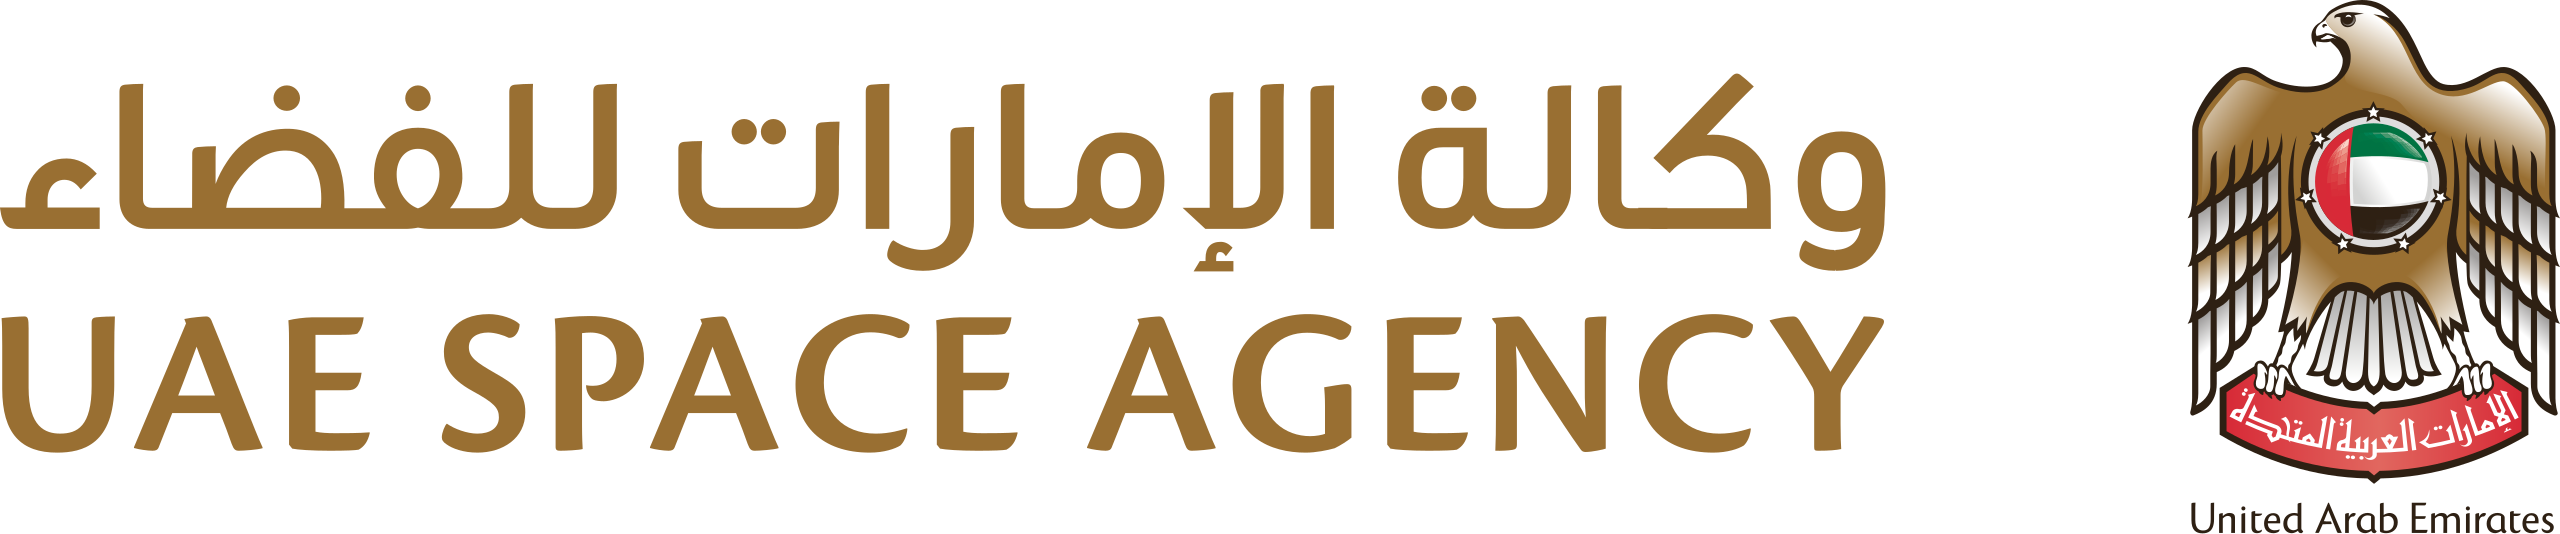 وكالة الإمارات للفضاء
UAE SPACE AGENCY
الإمارات العربية المتحدة
United Arab Emirates